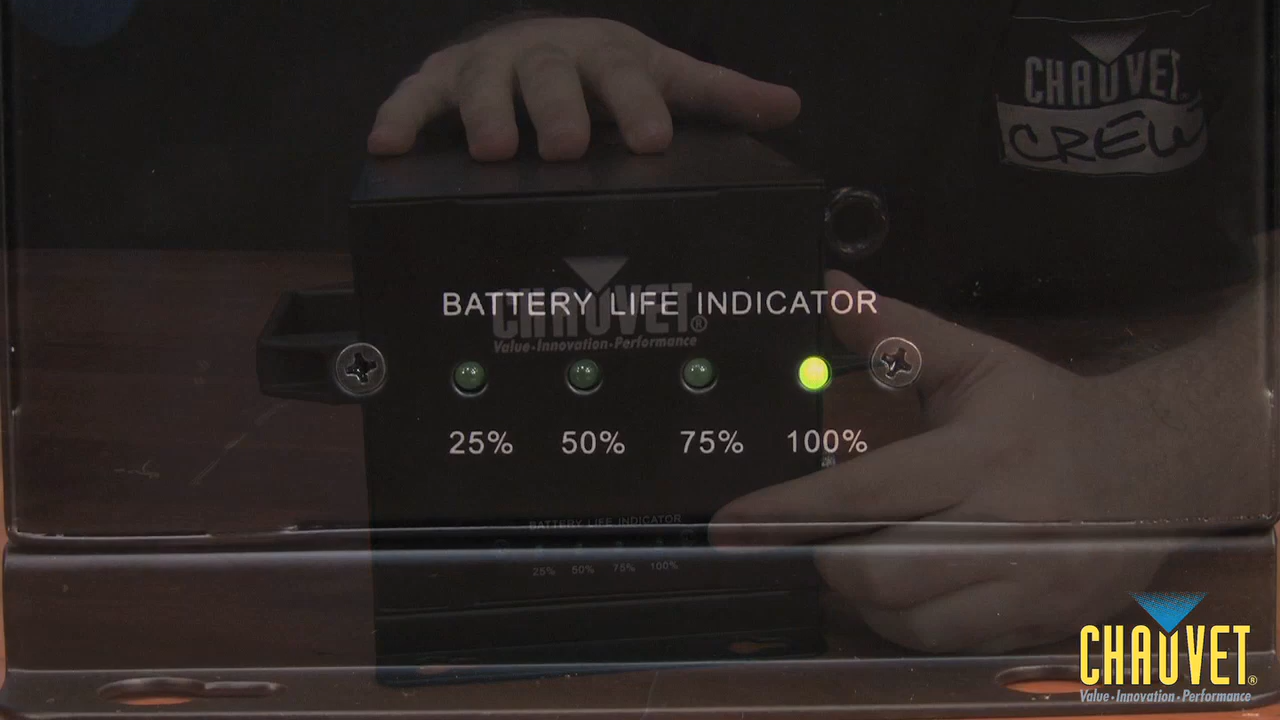 CHAUVET
CREW
BATTERY LIFE INDICATOR
CHAUVET®
Value·Innovation·Performance
25% 50% 75% 100%
BATTERY LIFE INDICATOR
25% 50% 75% 100%
CHAUVET®
Value·Innovation·Performance